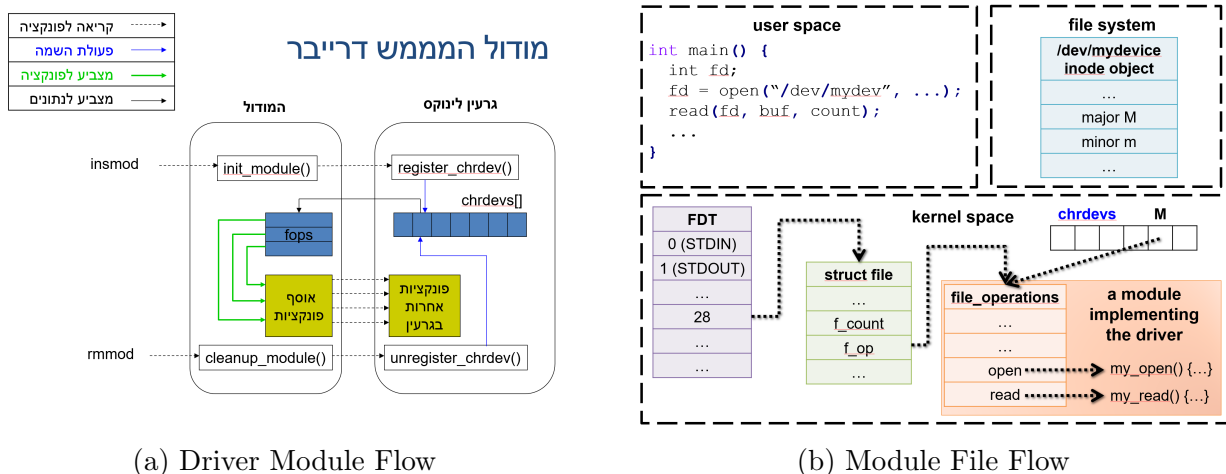 קריאה לפונקציה
פעולת השמה
מצביע לפונקציה
מצביע לנתונים
מודול המממש דרייבר
המודול
גרעין לינוקס
insmod
init_module()
register_chrdev()
chrdevs[]
fops
אוסף
פונקציות
פונקציות
אחרות
בגרעין
rmmod
cleanup_module()
unregister_chrdev()
(a) Driver Module Flow
user space
int main() {
int fd;
fd = open(“/dev/mydev”, ...);
read(fd, buf, count);
...
}
file system
/dev/mydevice
inode object
…
major M
minor m
…
kernel space
FDT
0 (STDIN)
1 (STDOUT)
…
28
…
…
struct file
…
f_count
f_op
…
chrdevs
M
file_operations
…
…
open
read
a module
implementing
the driver
my_open() {…}
my_read() {…}
(b) Module File Flow